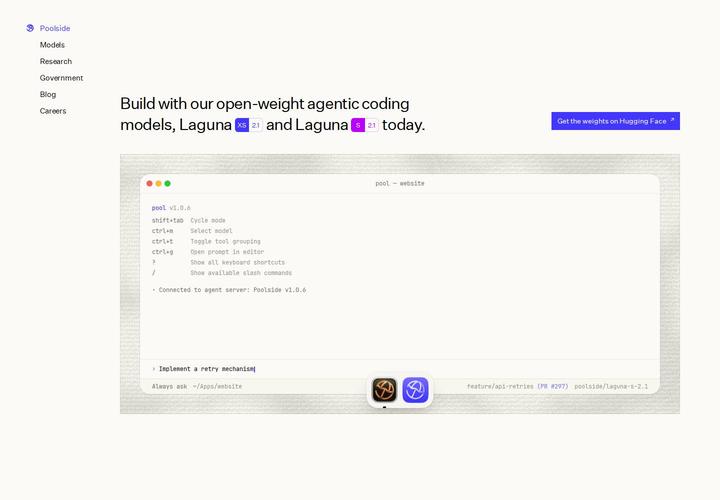 Poolside
Models
Research
Government
Blog
Careers
Build with our open-weight agentic coding
models, Laguna XS 2.1 and Laguna S 2.1 today.
Get the weights on Hugging Face ↗
pool — website
pool v1.0.6
shift+tab Cycle mode
ctrl+m Select model
ctrl+t Toggle tool grouping
ctrl+g Open prompt in editor
? Show all keyboard shortcuts
/ Show available slash commands
• Connected to agent server: Poolside v1.0.6
› Implement a retry mechanism
Always ask ~/Apps/website feature/api-retries (PR #297) poolside/laguna-s-2.1